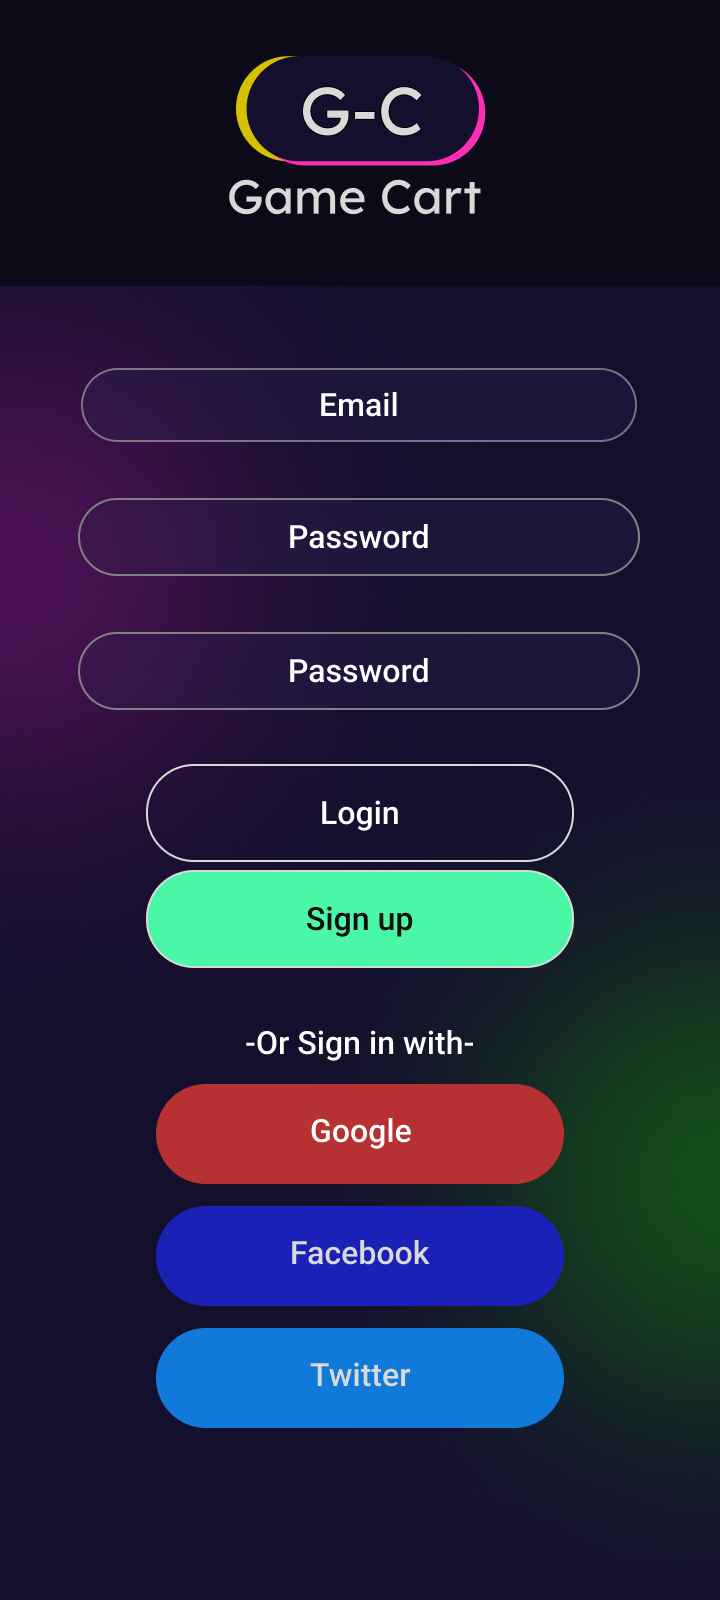 G-C
Game Cart
Email
Password
Password
Login
Sign up
-Or Sign in with-
Google
Facebook
Twitter